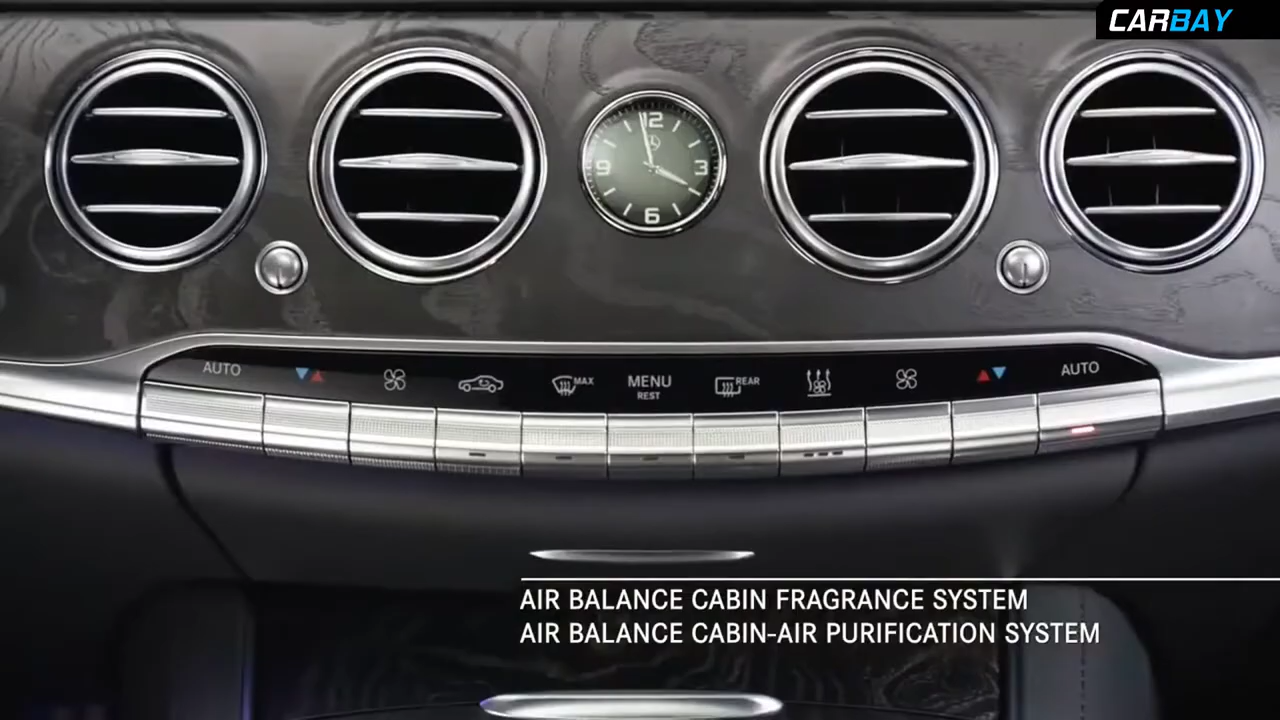 CARBAY
12
9 3
6
AUTO MAX MENU REAR AUTO
REST
AIR BALANCE CABIN FRAGRANCE SYSTEM
AIR BALANCE CABIN-AIR PURIFICATION SYSTEM